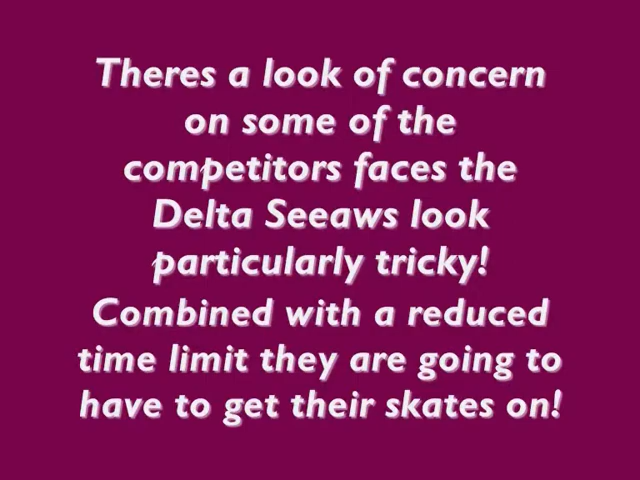 Theres a look of concern
on some of the
competitors faces the
Delta Seeaws look
particularly tricky!
Combined with a reduced
time limit they are going to
have to get their skates on!